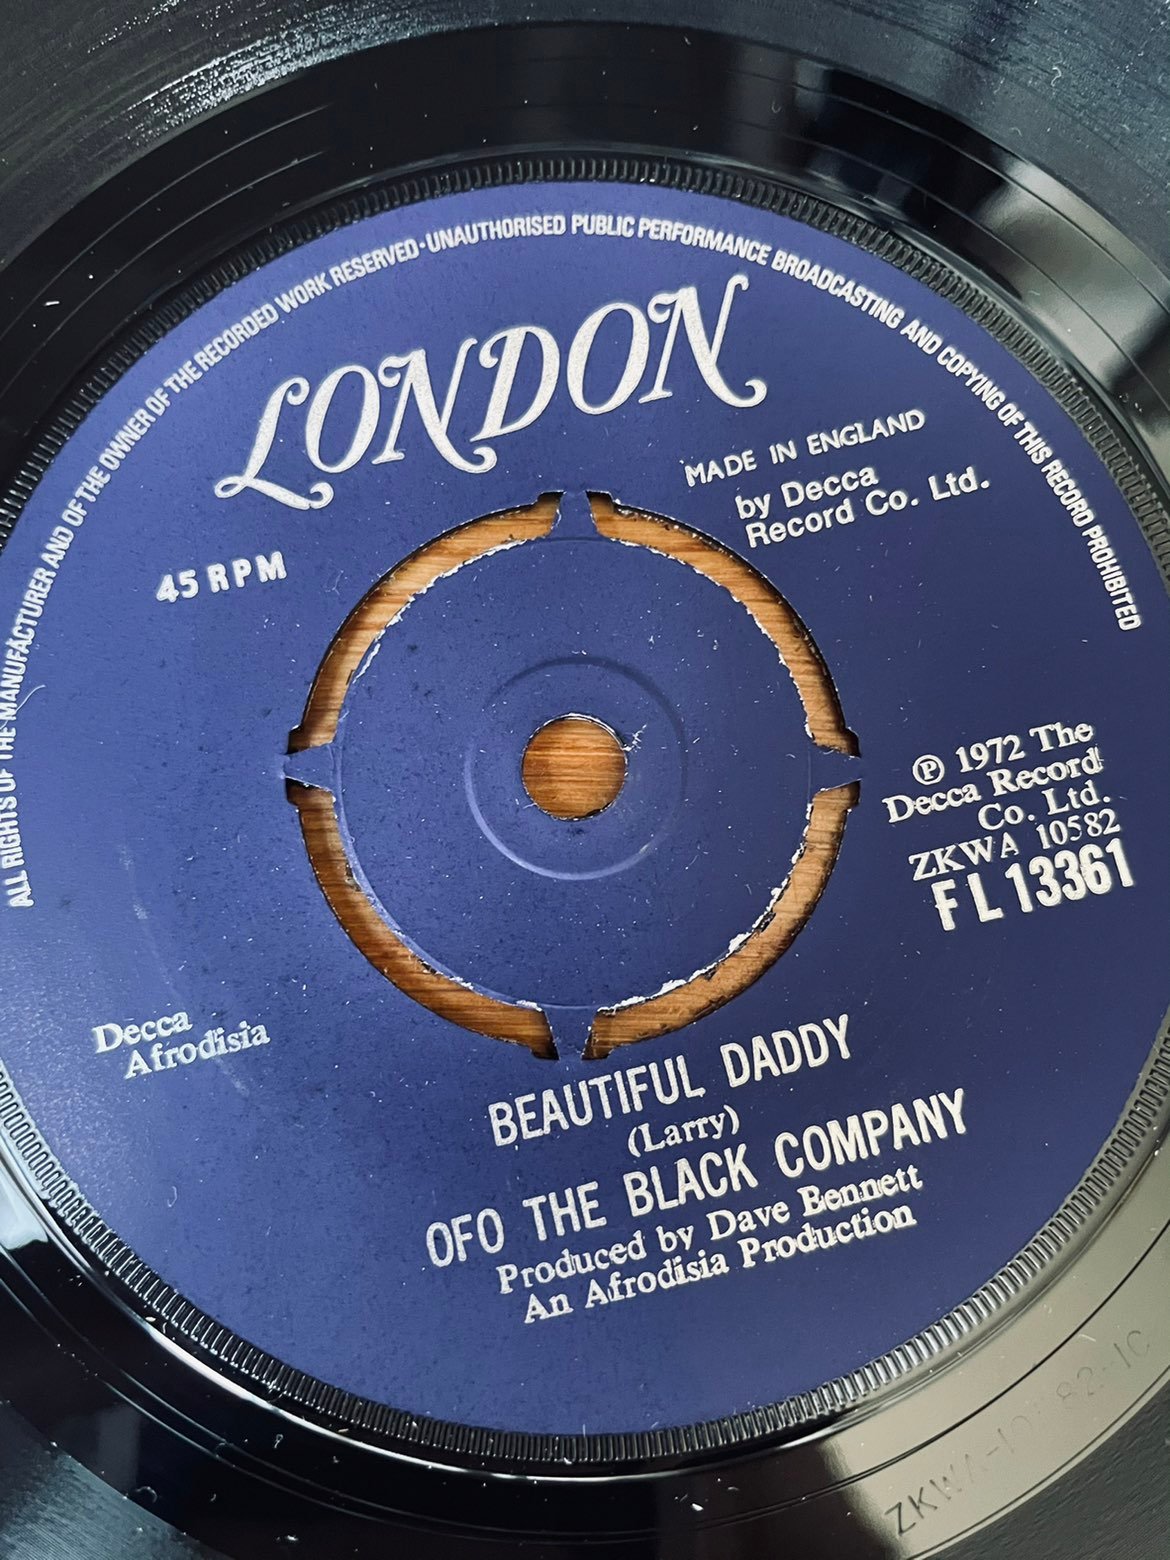 ALL RIGHTS OF THE MANUFACTURER AND OF THE OWNER OF THE RECORDED WORK RESERVED · UNAUTHORISED PUBLIC PERFORMANCE BROADCASTING AND COPYING OF THIS RECORD PROHIBITED
LONDON
MADE IN ENGLAND
by Decca
Record Co. Ltd.
45 RPM
℗ 1972 The
Decca Record
Co. Ltd.
ZKWA 10582
FL 13361
Decca
Afrodisia
BEAUTIFUL DADDY
(Larry)
OFO THE BLACK COMPANY
Produced by Dave Bennett
An Afrodisia Production
ZKWA-10582-1C